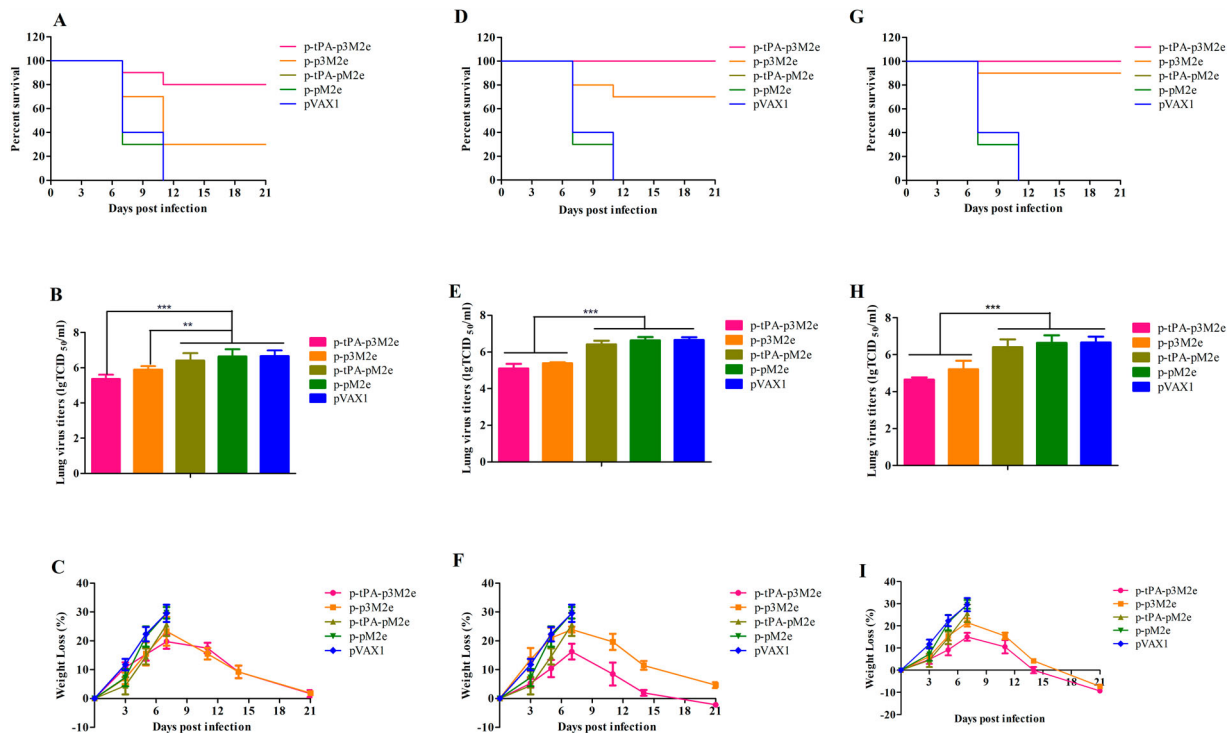 A
Percent survival
120
100
80
60
40
20
0
0 3 6 9 12 15 18 21
Days post infection
p-tPA-p3M2e
p-p3M2e
p-tPA-pM2e
p-pM2e
pVAX1
D
Percent survival
120
100
80
60
40
20
0
0 3 6 9 12 15 18 21
Days post infection
p-tPA-p3M2e
p-p3M2e
p-tPA-pM2e
p-pM2e
pVAX1
G
Percent survival
120
100
80
60
40
20
0
0 3 6 9 12 15 18 21
Days post infection
p-tPA-p3M2e
p-p3M2e
p-tPA-pM2e
p-pM2e
pVAX1
B
Lung virus titers (lgTCID50/ml)
8
6
4
2
0
***
**
p-tPA-p3M2e
p-p3M2e
p-tPA-pM2e
p-pM2e
pVAX1
E
Lung virus titers (lgTCID50/ml)
8
6
4
2
0
***
p-tPA-p3M2e
p-p3M2e
p-tPA-pM2e
p-pM2e
pVAX1
H
Lung virus titers (lgTCID50/ml)
8
6
4
2
0
***
p-tPA-p3M2e
p-p3M2e
p-tPA-pM2e
p-pM2e
pVAX1
C
Weight Loss (%)
40
30
20
10
0
-10
3 6 9 12 15 18 21
Days post infection
p-tPA-p3M2e
p-p3M2e
p-tPA-pM2e
p-pM2e
pVAX1
F
Weight Loss (%)
40
30
20
10
0
-10
3 6 9 12 15 18 21
Days post infection
p-tPA-p3M2e
p-p3M2e
p-tPA-pM2e
p-pM2e
pVAX1
I
Weight Loss (%)
40
30
20
10
0
-10
-20
3 6 9 12 15 18 21
Days post infection
p-tPA-p3M2e
p-p3M2e
p-tPA-pM2e
p-pM2e
pVAX1